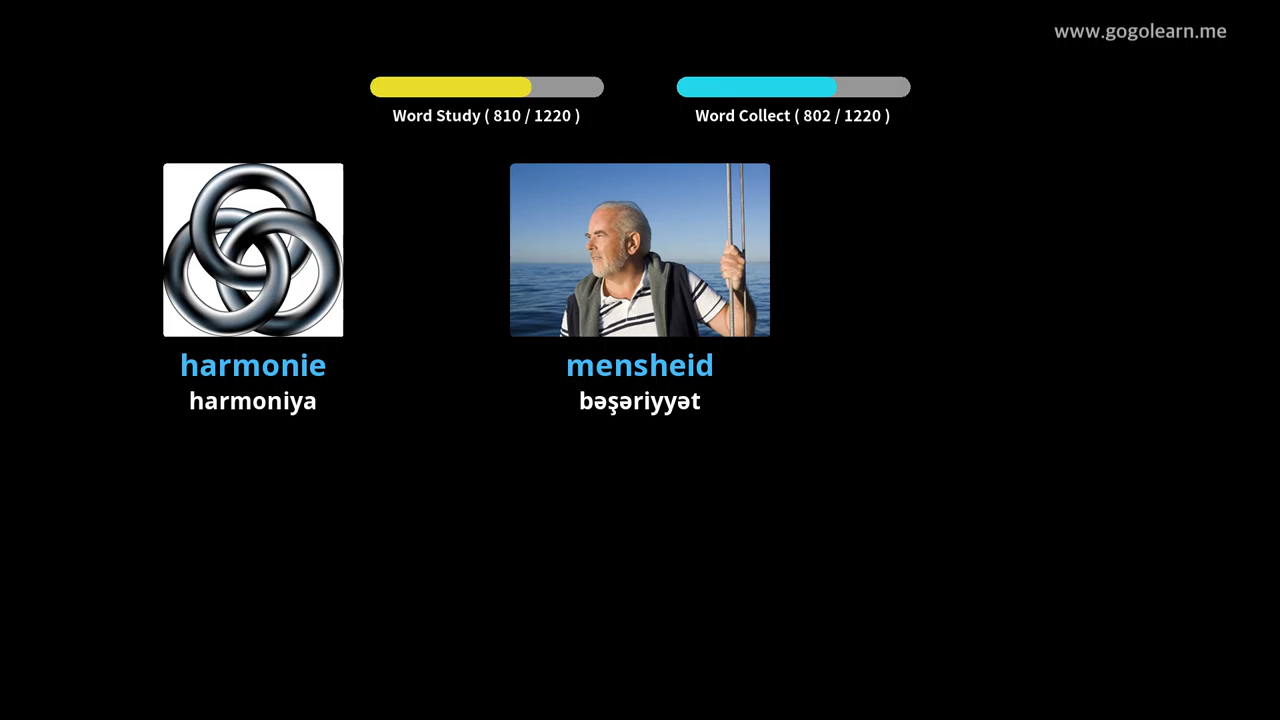 www.gogolearn.me
Word Study ( 810 / 1220 )
Word Collect ( 802 / 1220 )
harmonie
harmoniya
mensheid
bəşəriyyət